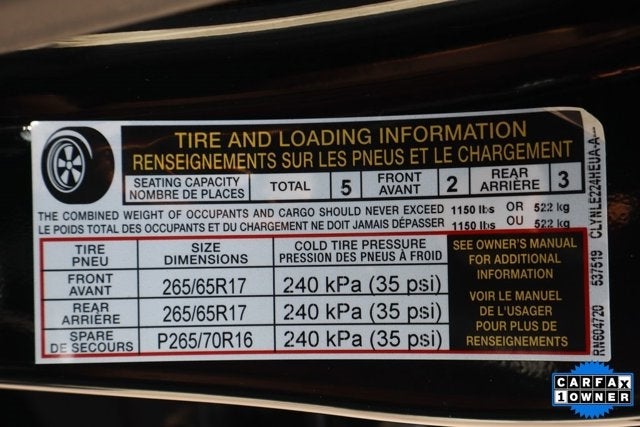 TIRE AND LOADING INFORMATION
RENSEIGNEMENTS SUR LES PNEUS ET LE CHARGEMENT
SEATING CAPACITY TOTAL 5 FRONT 2 REAR 3
NOMBRE DE PLACES AVANT ARRIÈRE
THE COMBINED WEIGHT OF OCCUPANTS AND CARGO SHOULD NEVER EXCEED 1150 lbs OR 522 kg
LE POIDS TOTAL DES OCCUPANTS ET DU CHARGEMENT NE DOIT JAMAIS DÉPASSER 1150 lbs OU 522 kg
TIRE SIZE COLD TIRE PRESSURE
PNEU DIMENSIONS PRESSION DES PNEUS À FROID
FRONT
AVANT 265/65R17 240 kPa (35 psi)
REAR
ARRIÈRE 265/65R17 240 kPa (35 psi)
SPARE
DE SECOURS P265/70R16 240 kPa (35 psi)
SEE OWNER'S MANUAL
FOR ADDITIONAL
INFORMATION
VOIR LE MANUEL
DE L'USAGER
POUR PLUS DE
RENSEIGNEMENTS
RN604720 537519 CLYNLE224HEUA-A
CARFAX
1 OWNER